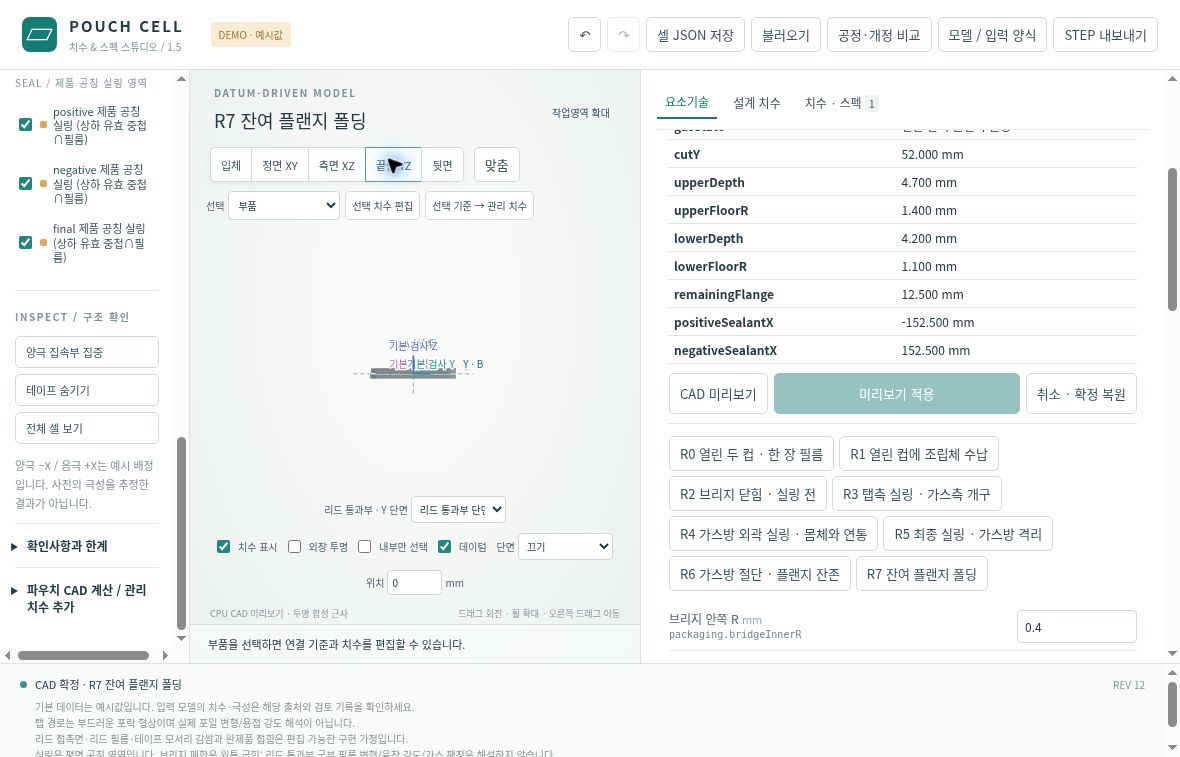 POUCH CELL
치수 & 스펙 스튜디오 / 1.5
DEMO · 예시값
↶
↷
셀 JSON 저장
불러오기
공정·개정 비교
모델 / 입력 양식
STEP 내보내기
SEAL / 제품 공칭 실링 영역
positive 제품 공칭
실링 (상하 유효 중첩
∩필름)
negative 제품 공칭
실링 (상하 유효 중첩
∩필름)
final 제품 공칭 실링
(상하 유효 중첩∩필
름)
INSPECT / 구조 확인
양극 집속부 집중
테이프 숨기기
전체 셀 보기
양극 −X / 음극 +X는 예시 배정
입니다. 사진의 극성을 추정한
결과가 아닙니다.
확인사항과 한계
파우치 CAD 계산 / 관리
치수 추가
DATUM-DRIVEN MODEL
R7 잔여 플랜지 폴딩
작업영역 확대
입체
정면 XY
측면 XZ
뒷면
맞춤
선택
부품
선택 치수 편집
선택 기준 → 관리 치수
기본 검사 Y
Y · B
리드 통과부 · Y 단면
치수 표시
외장 투명
내부만 선택
데이텀
단면
끄기
위치
0
mm
CPU CAD 미리보기 · 투명 합성 근사
드래그 회전 · 휠 확대 · 오른쪽 드래그 이동
부품을 선택하면 연결 기준과 치수를 편집할 수 있습니다.
요소기술
설계 치수
치수 · 스펙 1
cutY 52.000 mm
upperDepth 4.700 mm
upperFloorR 1.400 mm
lowerDepth 4.200 mm
lowerFloorR 1.100 mm
remainingFlange 12.500 mm
positiveSealantX -152.500 mm
negativeSealantX 152.500 mm
CAD 미리보기
미리보기 적용
취소 · 확정 복원
R0 열린 두 컵 · 한 장 필름
R1 열린 컵에 조립체 수납
R2 브리지 닫힘 · 실링 전
R3 탭측 실링 · 가스측 개구
R4 가스방 외곽 실링 · 몸체와 연통
R5 최종 실링 · 가스방 격리
R6 가스방 절단 · 플랜지 잔존
R7 잔여 플랜지 폴딩
브리지 안쪽 R mm
packaging.bridgeInnerR
0.4
CAD 확정 · R7 잔여 플랜지 폴딩
REV 12
기본 데이터는 예시값입니다. 입력 모델의 치수·극성은 해당 출처와 검토 기록을 확인하세요.
탭 경로는 부드러운 포락 형상이며 실제 포일 변형/용접 강도 해석이 아닙니다.
리드 접촉면·리드 필름·테이프 모서리 감쌈과 완제품 접힘은 편집 가능한 구현 가정입니다.